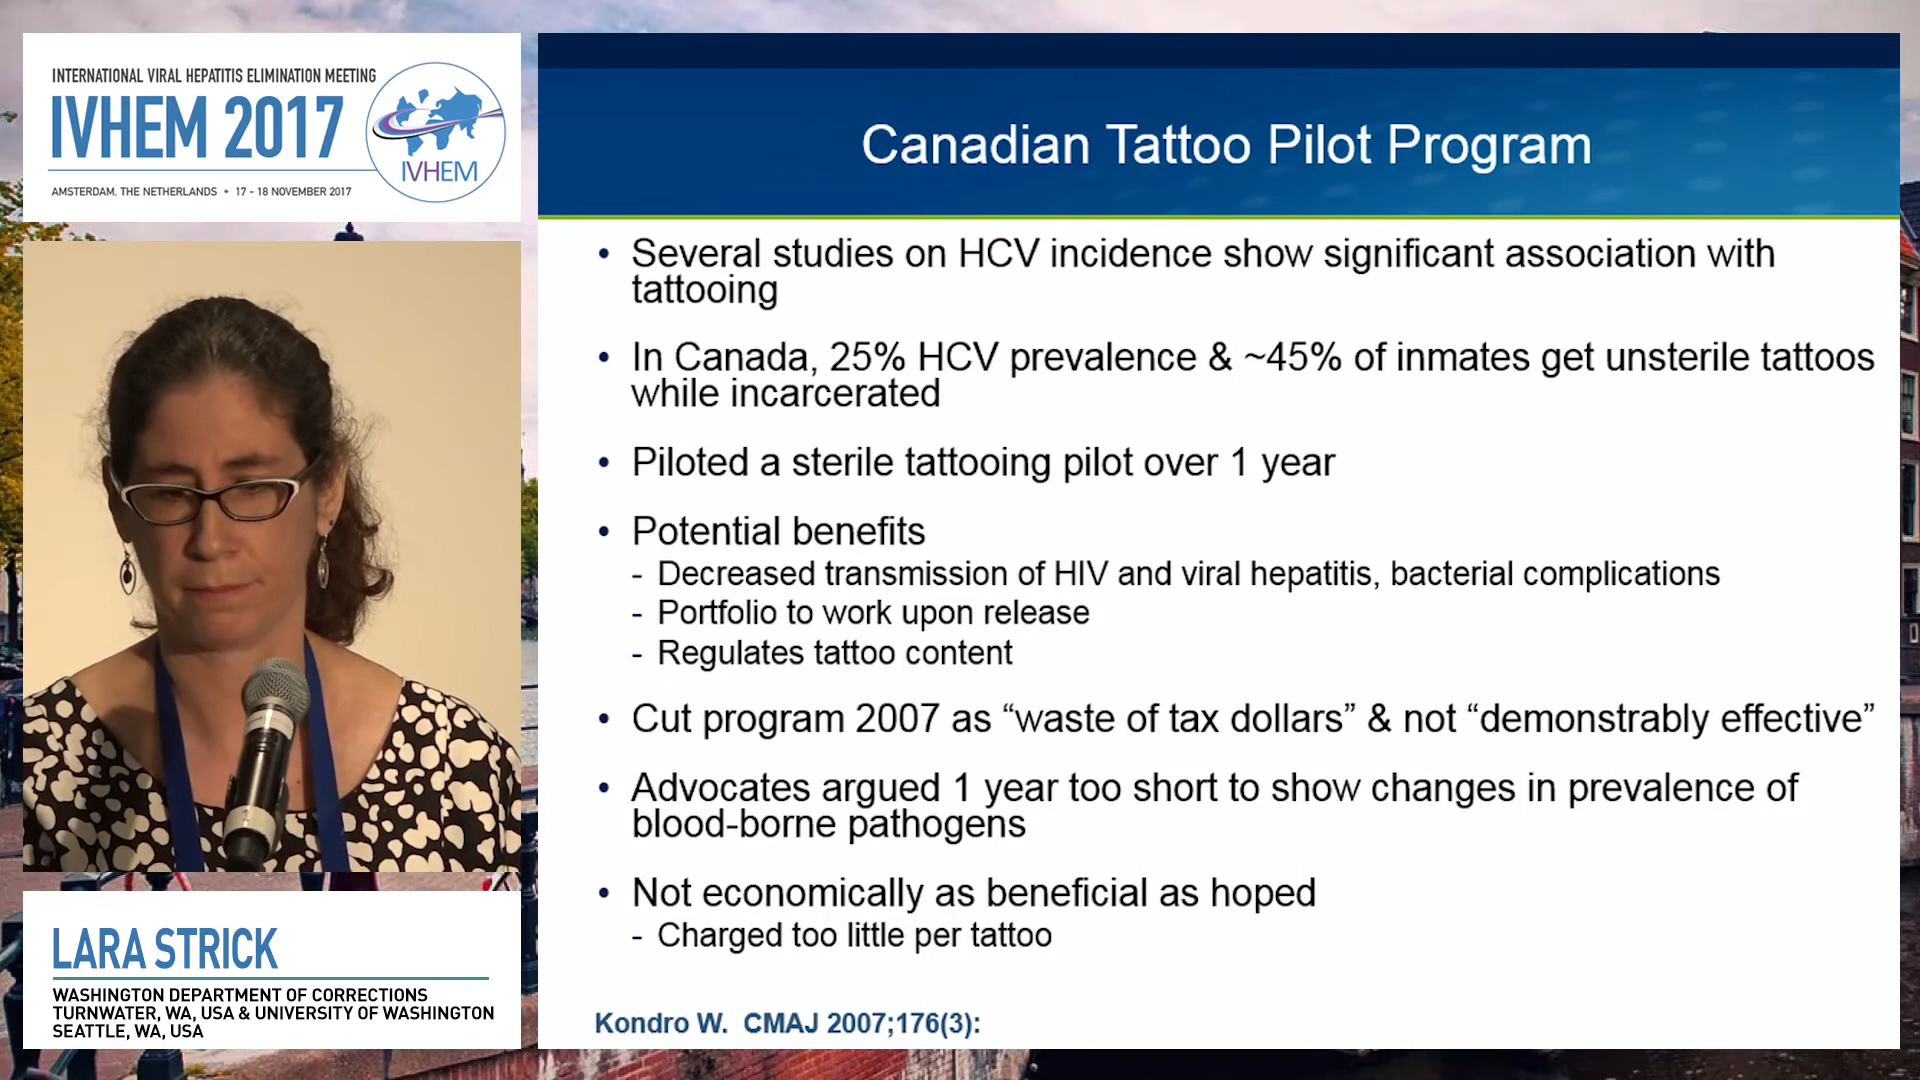 INTERNATIONAL VIRAL HEPATITIS ELIMINATION MEETING
IVHEM 2017
IVHEM
AMSTERDAM, THE NETHERLANDS • 17 - 18 NOVEMBER 2017
Canadian Tattoo Pilot Program
• Several studies on HCV incidence show significant association with
tattooing
• In Canada, 25% HCV prevalence & ~45% of inmates get unsterile tattoos
while incarcerated
• Piloted a sterile tattooing pilot over 1 year
• Potential benefits
- Decreased transmission of HIV and viral hepatitis, bacterial complications
- Portfolio to work upon release
- Regulates tattoo content
• Cut program 2007 as “waste of tax dollars” & not “demonstrably effective”
• Advocates argued 1 year too short to show changes in prevalence of
blood-borne pathogens
• Not economically as beneficial as hoped
- Charged too little per tattoo
Kondro W. CMAJ 2007;176(3):
LARA STRICK
WASHINGTON DEPARTMENT OF CORRECTIONS
TURNWATER, WA, USA & UNIVERSITY OF WASHINGTON
SEATTLE, WA, USA